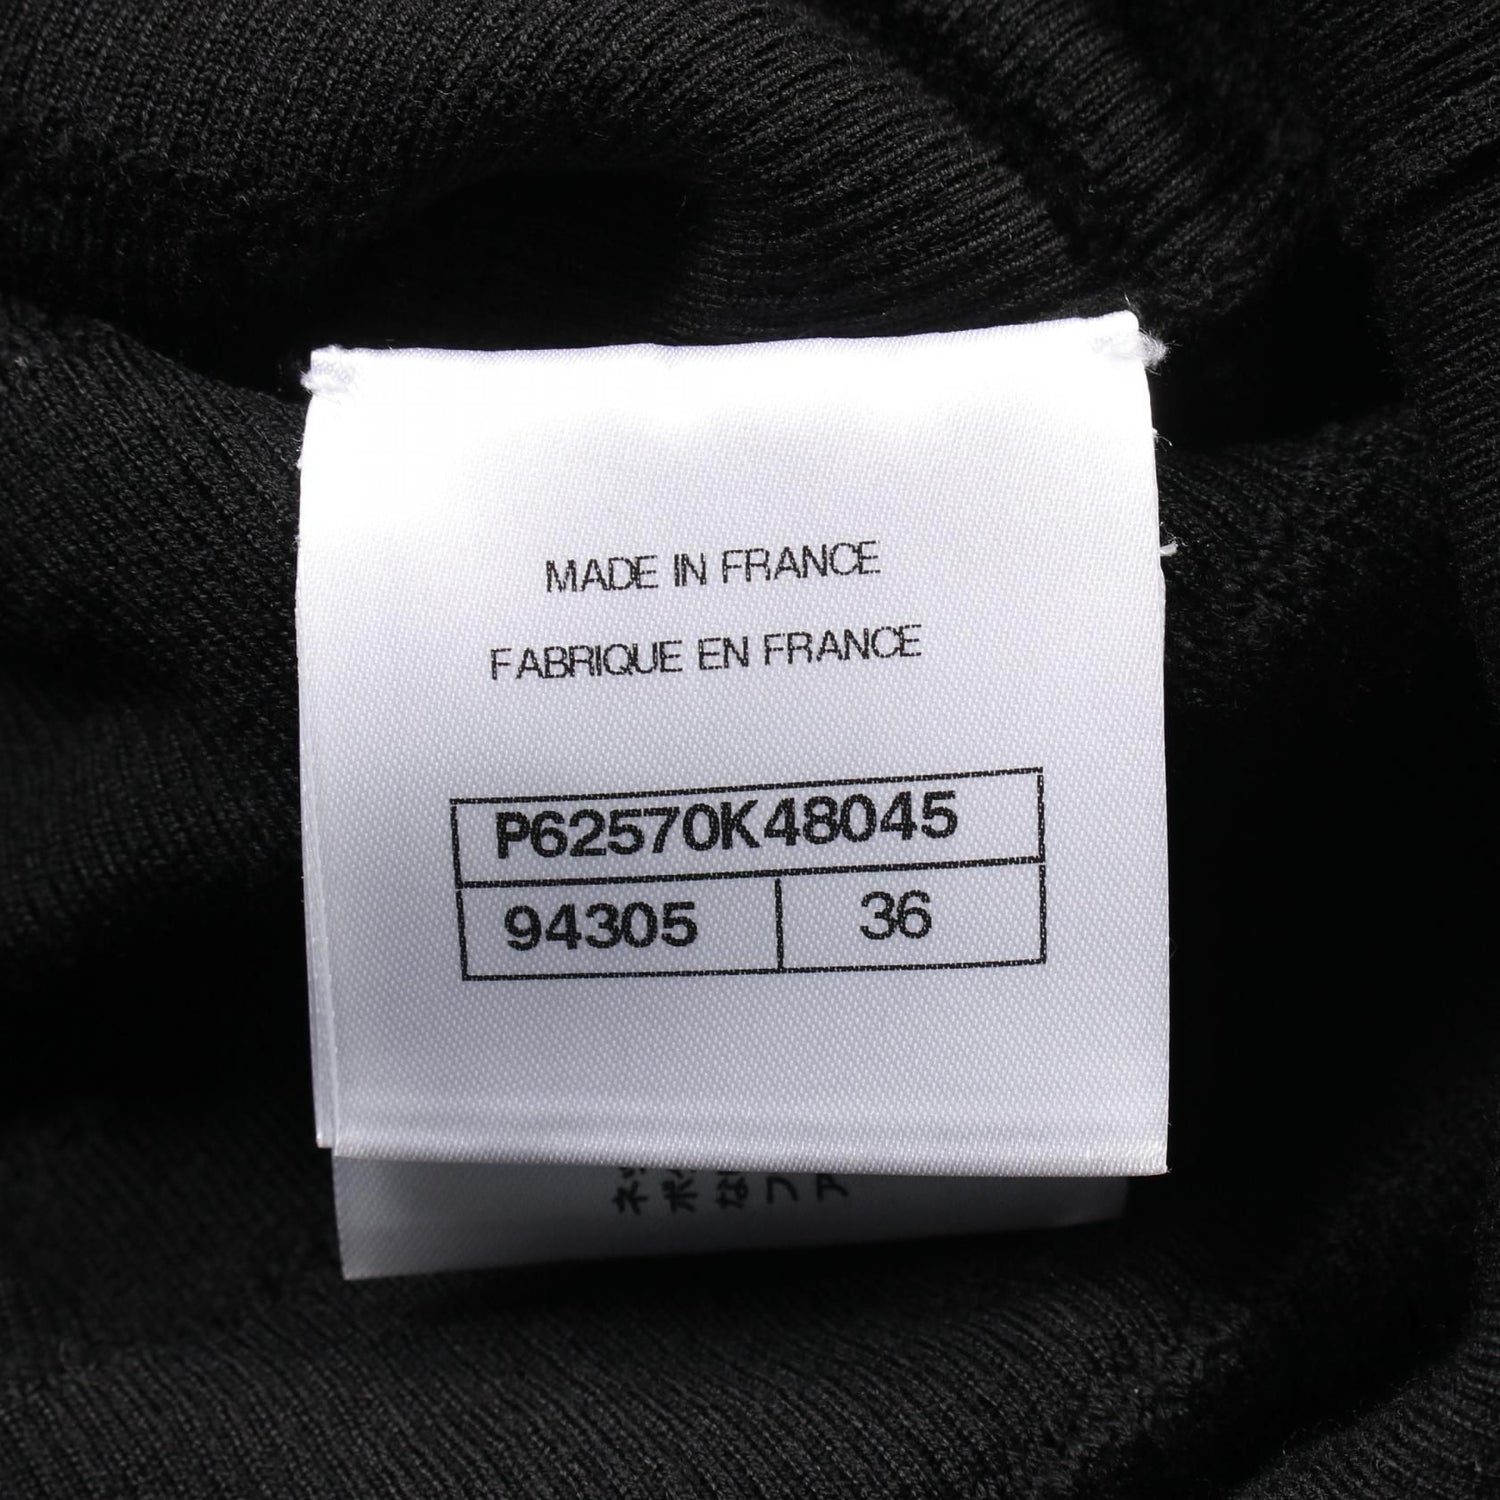 MADE IN FRANCE
FABRIQUE EN FRANCE
P62570K48045
94305 36